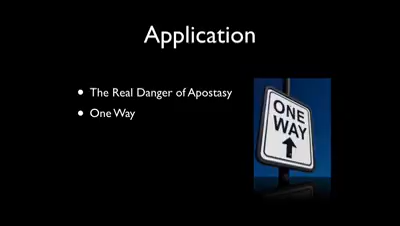 Application
The Real Danger of Apostasy
One Way
ONE
WAY